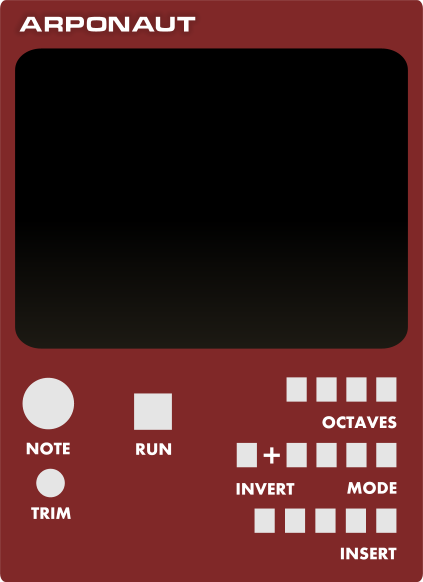 ARPONAUT
OCTAVES
NOTE
RUN
+
INVERT
MODE
TRIM
INSERT